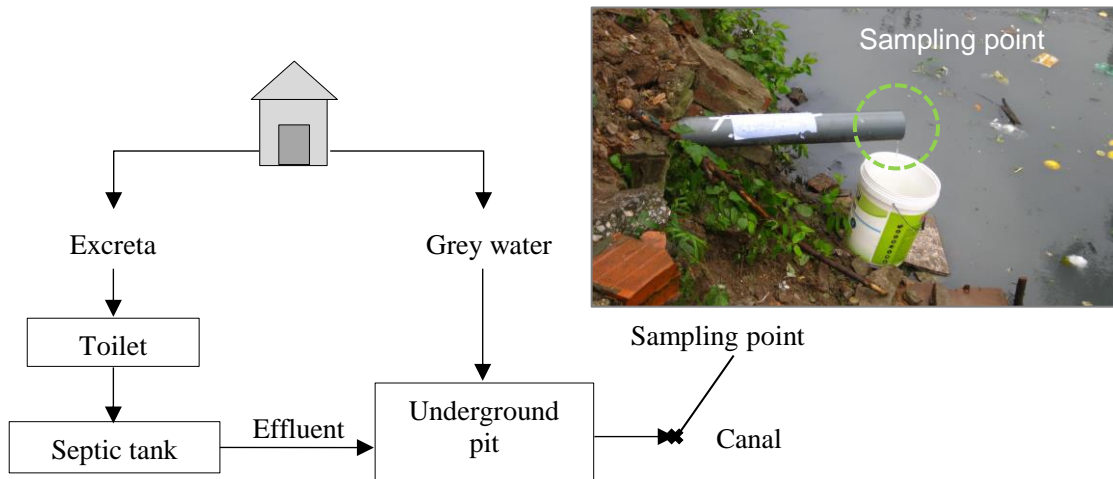 Sampling point
Excreta
Grey water
Toilet
Sampling point
Septic tank
Effluent
Underground
pit
Canal